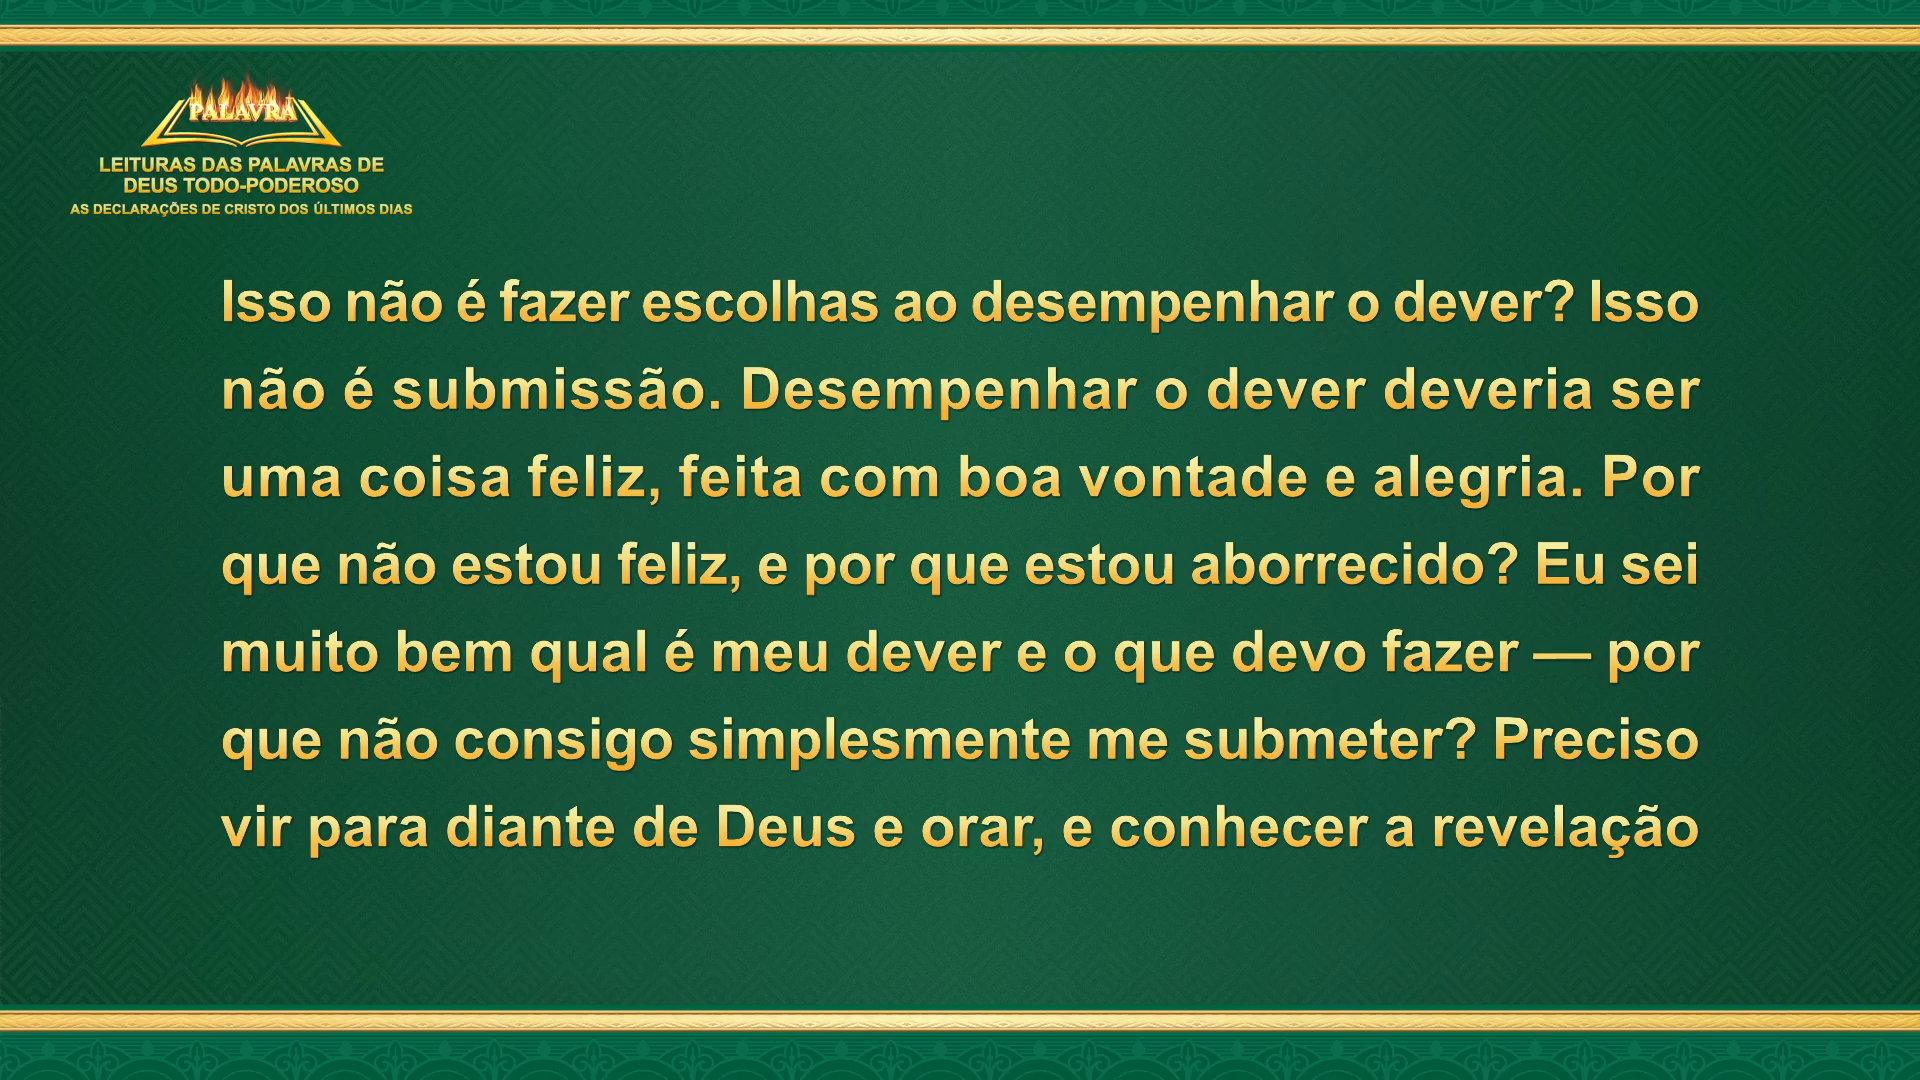 PALAVRA
LEITURAS DAS PALAVRAS DE
DEUS TODO-PODEROSO
AS DECLARAÇÕES DE CRISTO DOS ÚLTIMOS DIAS
Isso não é fazer escolhas ao desempenhar o dever? Isso
não é submissão. Desempenhar o dever deveria ser
uma coisa feliz, feita com boa vontade e alegria. Por
que não estou feliz, e por que estou aborrecido? Eu sei
muito bem qual é meu dever e o que devo fazer — por
que não consigo simplesmente me submeter? Preciso
vir para diante de Deus e orar, e conhecer a revelação